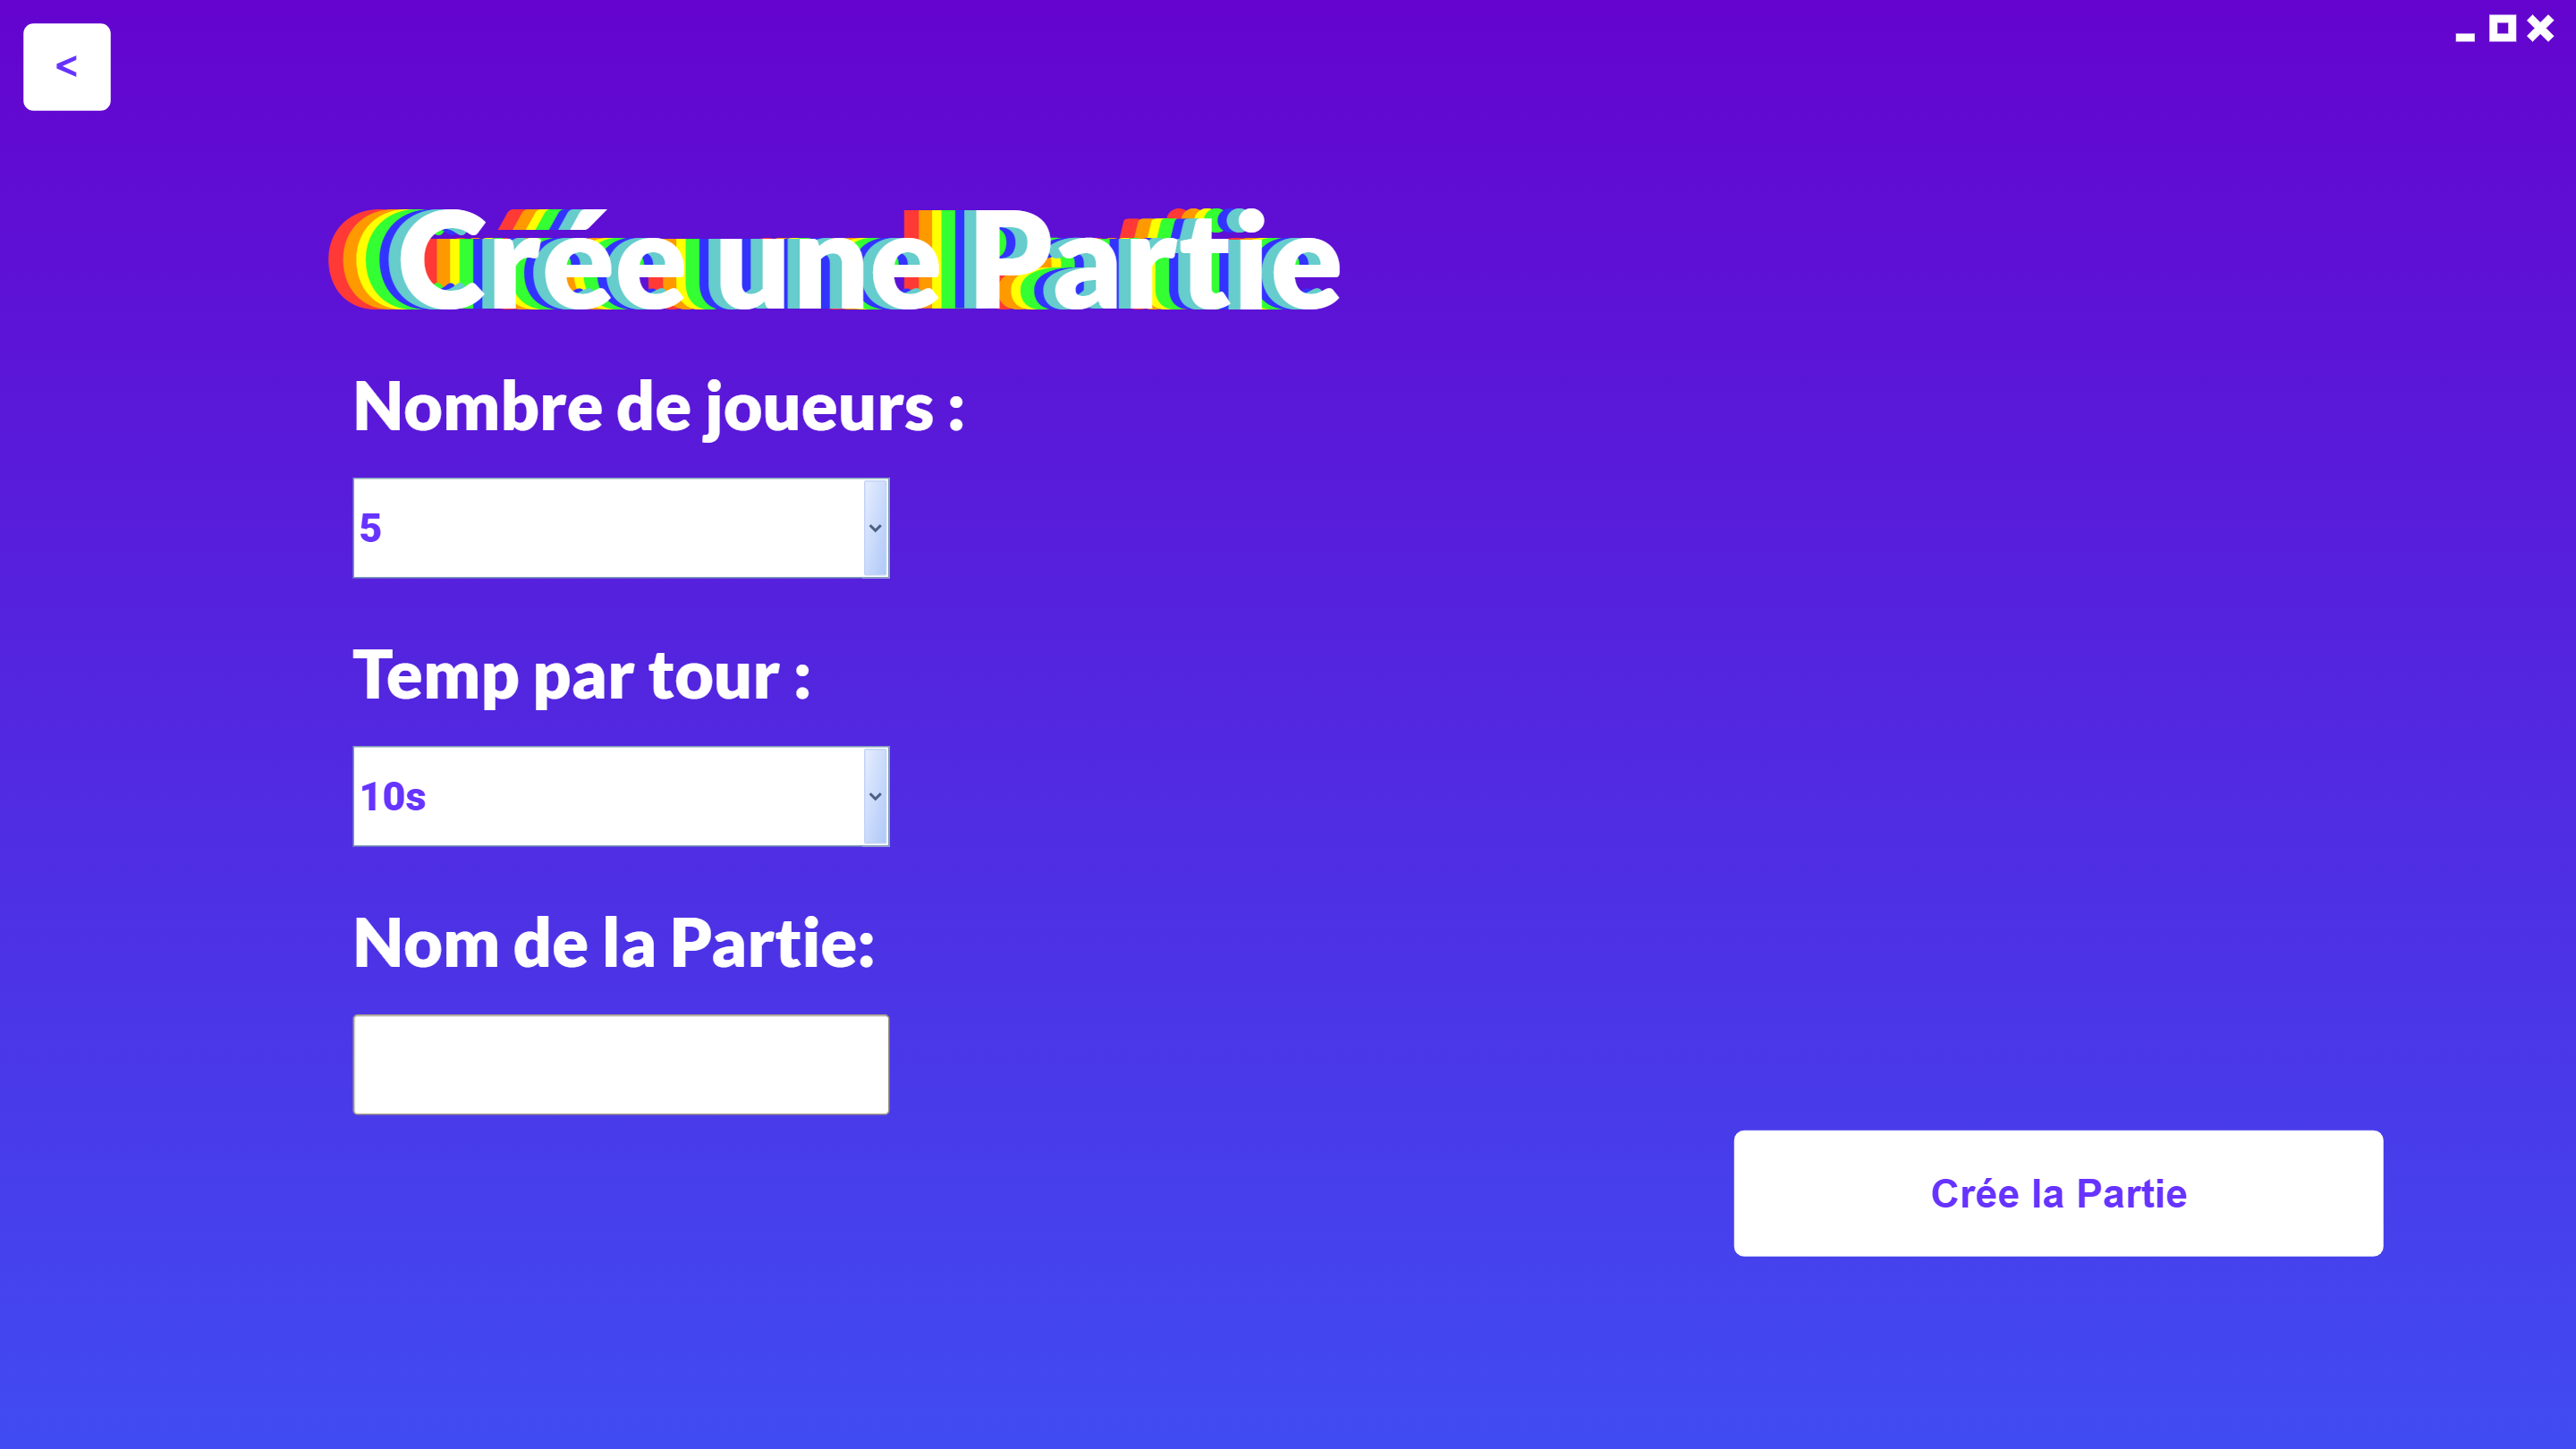 <
Crée une Partie
Nombre de joueurs :
5
Temp par tour :
10s
Nom de la Partie:
Crée la Partie